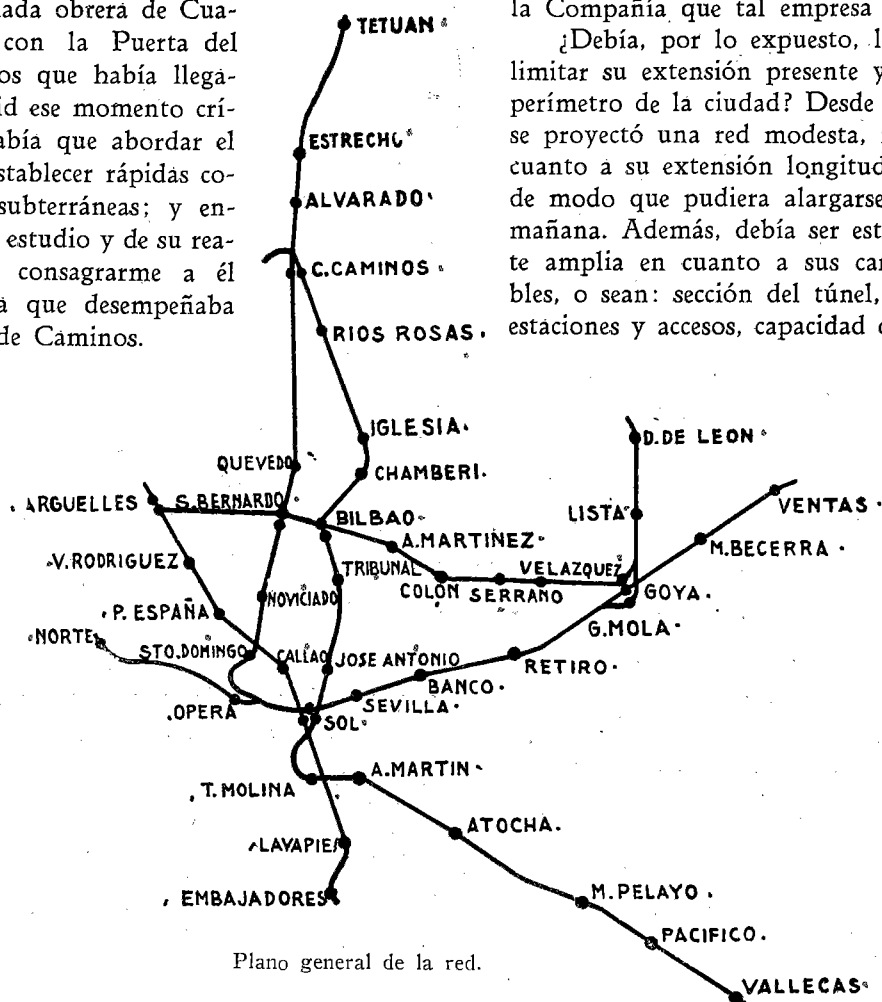 ada obrera de Cua-
con la Puerta del
os que había llega-
id ese momento crí-
abía que abordar el
stablecer rápidas co-
subterráneas; y en-
estudio y de su rea-
consagrarme a él
a que desempeñaba
de Caminos.
la Compañía que tal empresa
¿Debía, por lo expuesto, l
limitar su extensión presente y
perímetro de la ciudad? Desde
se proyectó una red modesta,
cuanto a su extensión longitud
de modo que pudiera alargarse
mañana. Además, debía ser est
te amplia en cuanto a sus car
bles, o sean: sección del túnel,
estaciones y accesos, capacidad
TETUAN
ESTRECHO
ALVARADO
C.CAMINOS
RIOS ROSAS
IGLESIA
CHAMBERI
QUEVEDO
D.DE LEON
ARGUELLES
S.BERNARDO
BILBAO
LISTA
VENTAS
A.MARTINEZ
M.BECERRA
V.RODRIGUEZ
TRIBUNAL
VELAZQUEZ
COLON
SERRANO
GOYA
NOVICIADO
P.ESPAÑA
G.MOLA
NORTE
STO.DOMINGO
CALLAO
JOSE ANTONIO
RETIRO
BANCO
SEVILLA
OPERA
SOL
T.MOLINA
A.MARTIN
ATOCHA
LAVAPIE
EMBAJADORES
M.PELAYO
PACIFICO
VALLECAS
Plano general de la red.